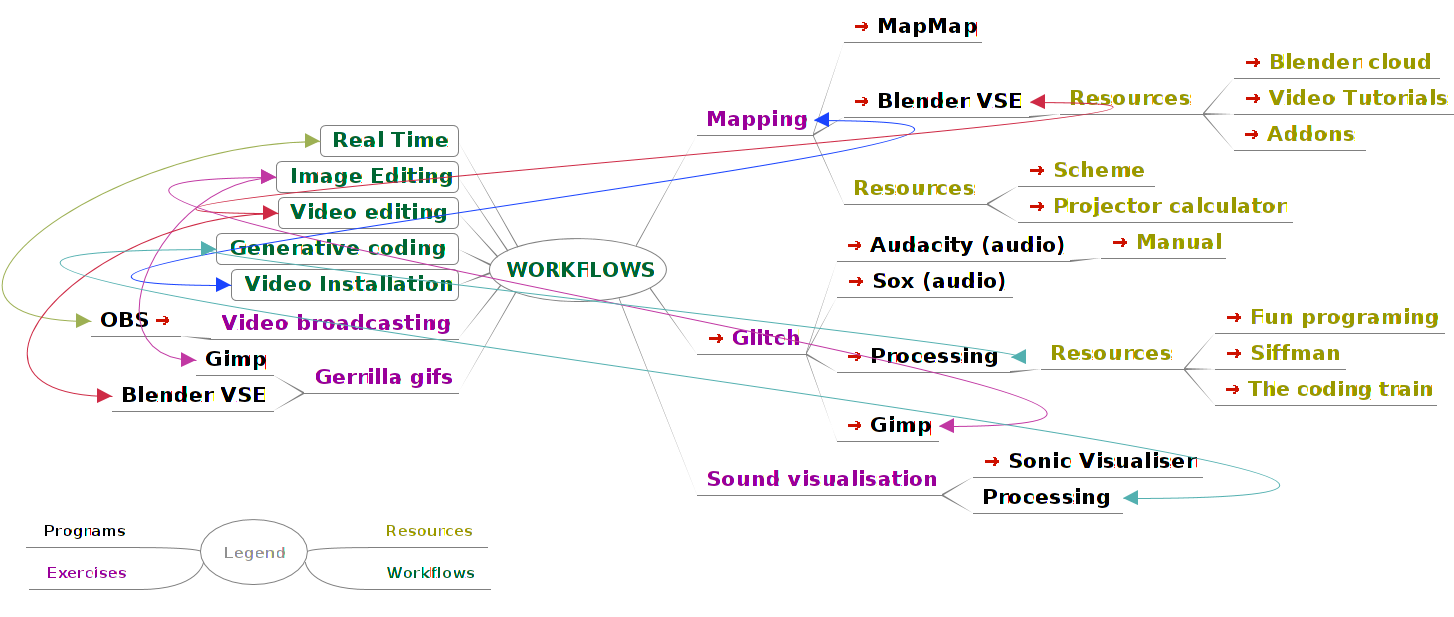 MapMap
Blender cloud
Blender VSE
Resources
Video Tutorials
Mapping
Addons
Real Time
Image Editing
Scheme
Resources
Video editing
Projector calculator
Generative coding
Audacity (audio)
Manual
WORKFLOWS
Video Installation
Sox (audio)
OBS
Video broadcasting
Fun programing
Glitch
Gimp
Processing
Resources
Siffman
Gerrilla gifs
Blender VSE
The coding train
Gimp
Sound visualisation
Sonic Visualiser
Processing
Programs
Resources
Legend
Exercises
Workflows